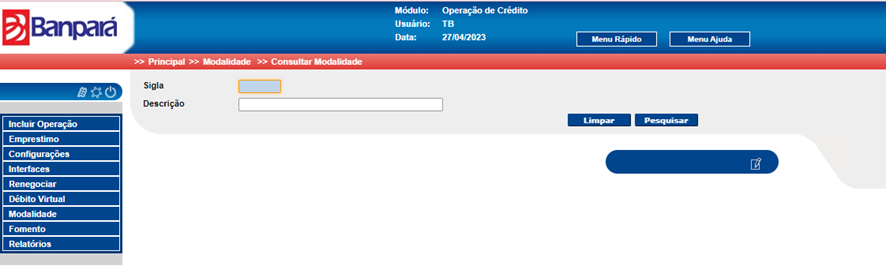 Banpará
Módulo: Operação de Crédito
Usuário: TB
Data: 27/04/2023
Menu Rápido Menu Ajuda
>> Principal >> Modalidade >> Consultar Modalidade
Sigla
Descrição
Limpar Pesquisar
Incluir Operação
Emprestimo
Configurações
Interfaces
Renegociar
Débito Virtual
Modalidade
Fomento
Relatórios